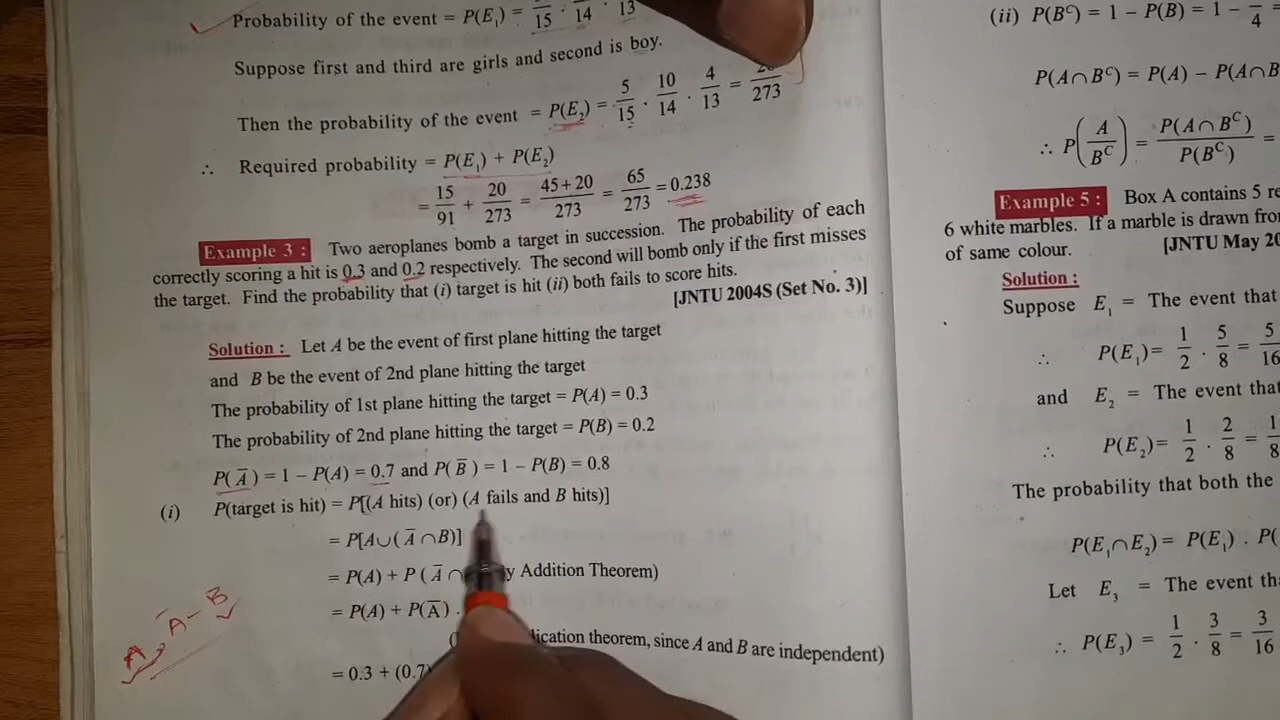 Probability of the event = P(E₁) = /15 · /14 · /13
Suppose first and third are girls and second is boy.
Then the probability of the event = P(E₂) = 5/15 · 10/14 · 4/13 = /273
∴ Required probability = P(E₁) + P(E₂)
= 15/91 + 20/273 = 45+20/273 = 65/273 = 0.238
Example 3 : Two aeroplanes bomb a target in succession. The probability of each
correctly scoring a hit is 0.3 and 0.2 respectively. The second will bomb only if the first misses
the target. Find the probability that (i) target is hit (ii) both fails to score hits.
[JNTU 2004S (Set No. 3)]
Solution : Let A be the event of first plane hitting the target
and B be the event of 2nd plane hitting the target
The probability of 1st plane hitting the target = P(A) = 0.3
The probability of 2nd plane hitting the target = P(B) = 0.2
P(A̅) = 1 − P(A) = 0.7 and P(B̅) = 1 − P(B) = 0.8
(i) P(target is hit) = P[(A hits) (or) (A fails and B hits)]
= P[A∪(A̅∩B)]
= P(A) + P(A̅∩ Addition Theorem)
= P(A) + P(A̅) .
theorem, since A and B are independent)
= 0.3 + (0.7)
A, A̅ − B
(ii) P(Bᶜ) = 1 − P(B) = 1 − /4 =
P(A∩Bᶜ) = P(A) − P(A∩B
∴ P(A/Bᶜ) = P(A∩Bᶜ)/P(Bᶜ) =
Example 5 : Box A contains 5
6 white marbles. If a marble is drawn
of same colour. [JNTU May
Solution :
Suppose E₁ = The event that
∴ P(E₁)= 1/2 · 5/8 = 5/16
and E₂ = The event that
∴ P(E₂)= 1/2 · 2/8 = 1/8
The probability that both the
P(E₁∩E₂) = P(E₁) . P(
Let E₃ = The event
∴ P(E₃) = 1/2 · 3/8 = 3/16